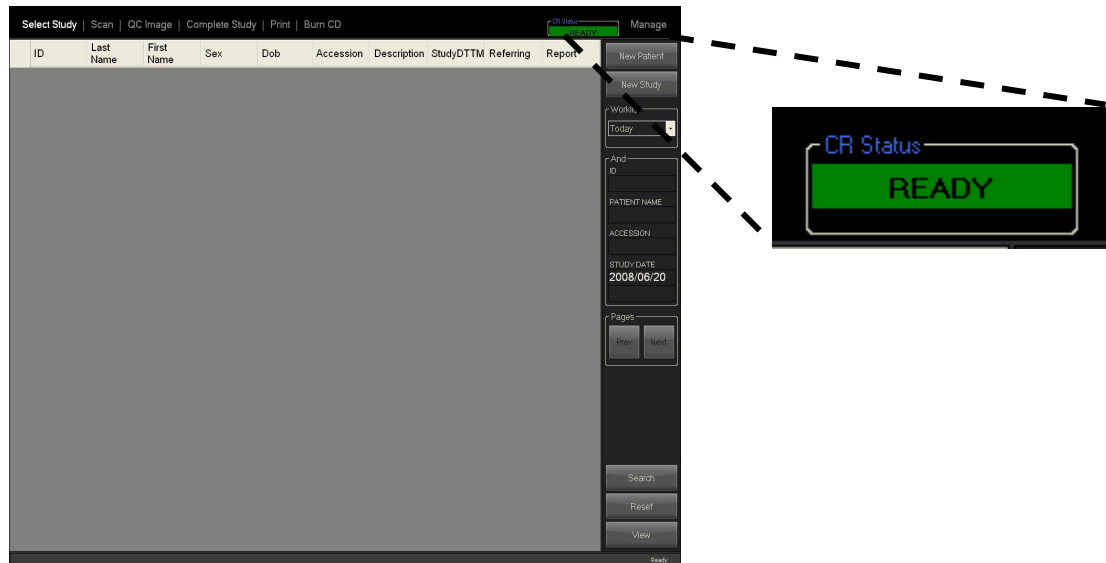 Select Study | Scan | QC Image | Complete Study | Print | Burn CD
CR Status
READY
Manage
ID Last Name First Name Sex Dob Accession Description StudyDTTM Referring Report
New Patient
New Study
Worklist
Today
And
ID
PATIENT NAME
ACCESSION
STUDY DATE
2008/06/20
Pages
Prev Next
Search
Reset
View
Ready
CR Status
READY